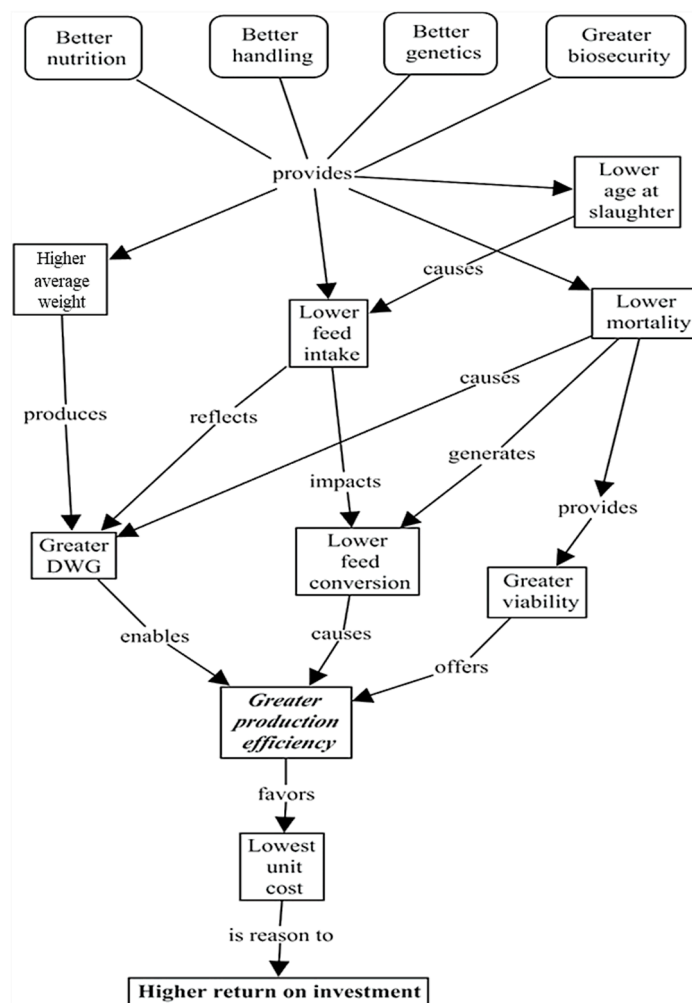 Better
nutrition
Better
handling
Better
genetics
Greater
biosecurity
provides
Lower
age at
slaughter
Higher
average
weight
causes
Lower
feed
intake
Lower
mortality
causes
produces
reflects
generates
impacts
provides
Greater
DWG
Lower
feed
conversion
Greater
viability
enables
causes
offers
Greater
production
efficiency
favors
Lowest
unit
cost
is reason to
Higher return on investment